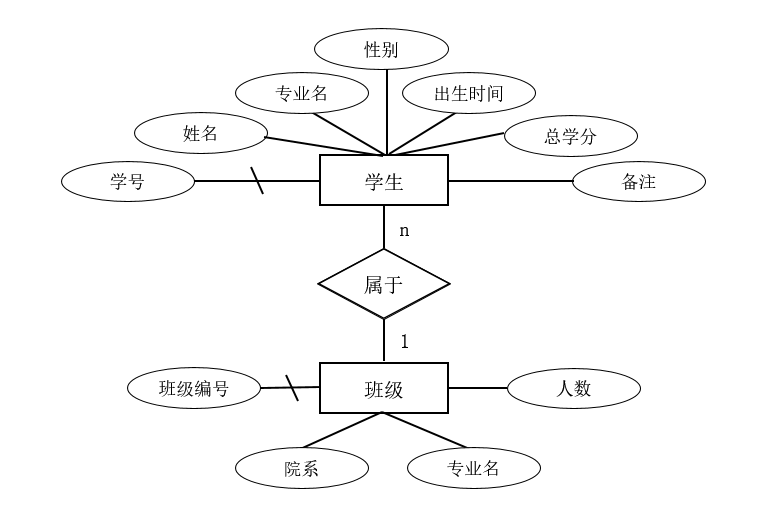 性别
专业名
出生时间
姓名
总学分
学号
学生
备注
n
属于
1
班级编号
班级
人数
院系
专业名